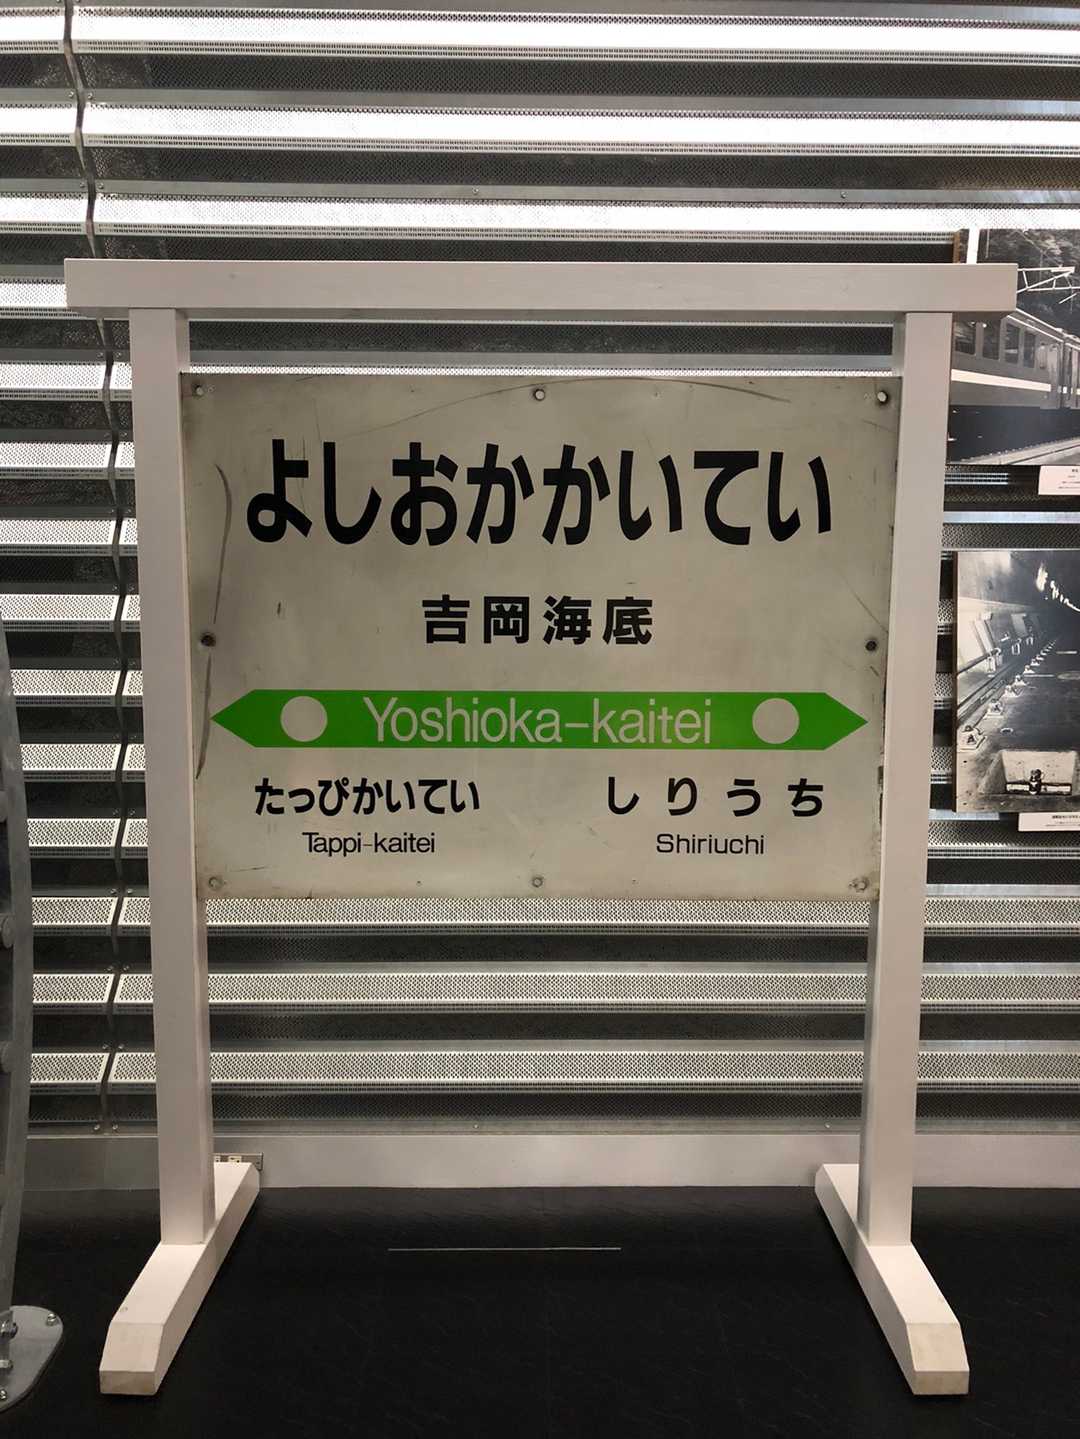 よしおかかいてい
吉岡海底
Yoshioka-kaitei
たっぴかいてい しりうち
Tappi-kaitei Shiriuchi